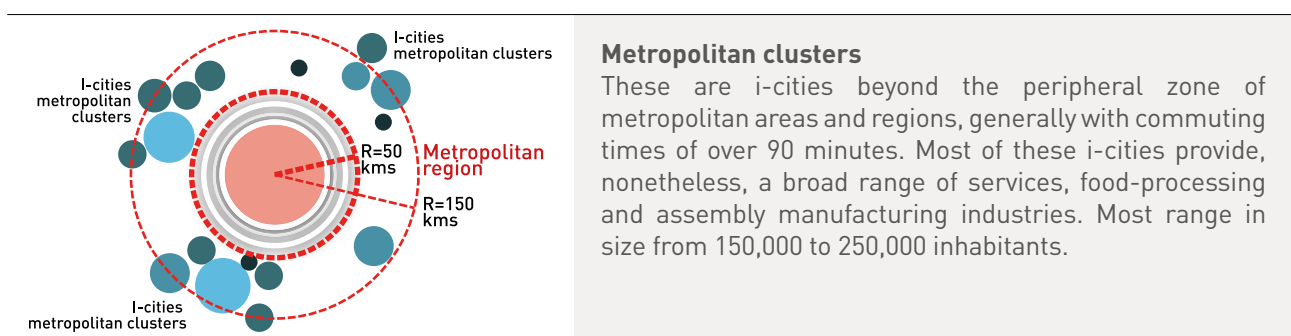 I-cities
metropolitan clusters
I-cities
metropolitan
clusters
R=50
kms
Metropolitan
region
R=150
kms
I-cities
metropolitan clusters
Metropolitan clusters
These are i-cities beyond the peripheral zone of
metropolitan areas and regions, generally with commuting
times of over 90 minutes. Most of these i-cities provide,
nonetheless, a broad range of services, food-processing
and assembly manufacturing industries. Most range in
size from 150,000 to 250,000 inhabitants.